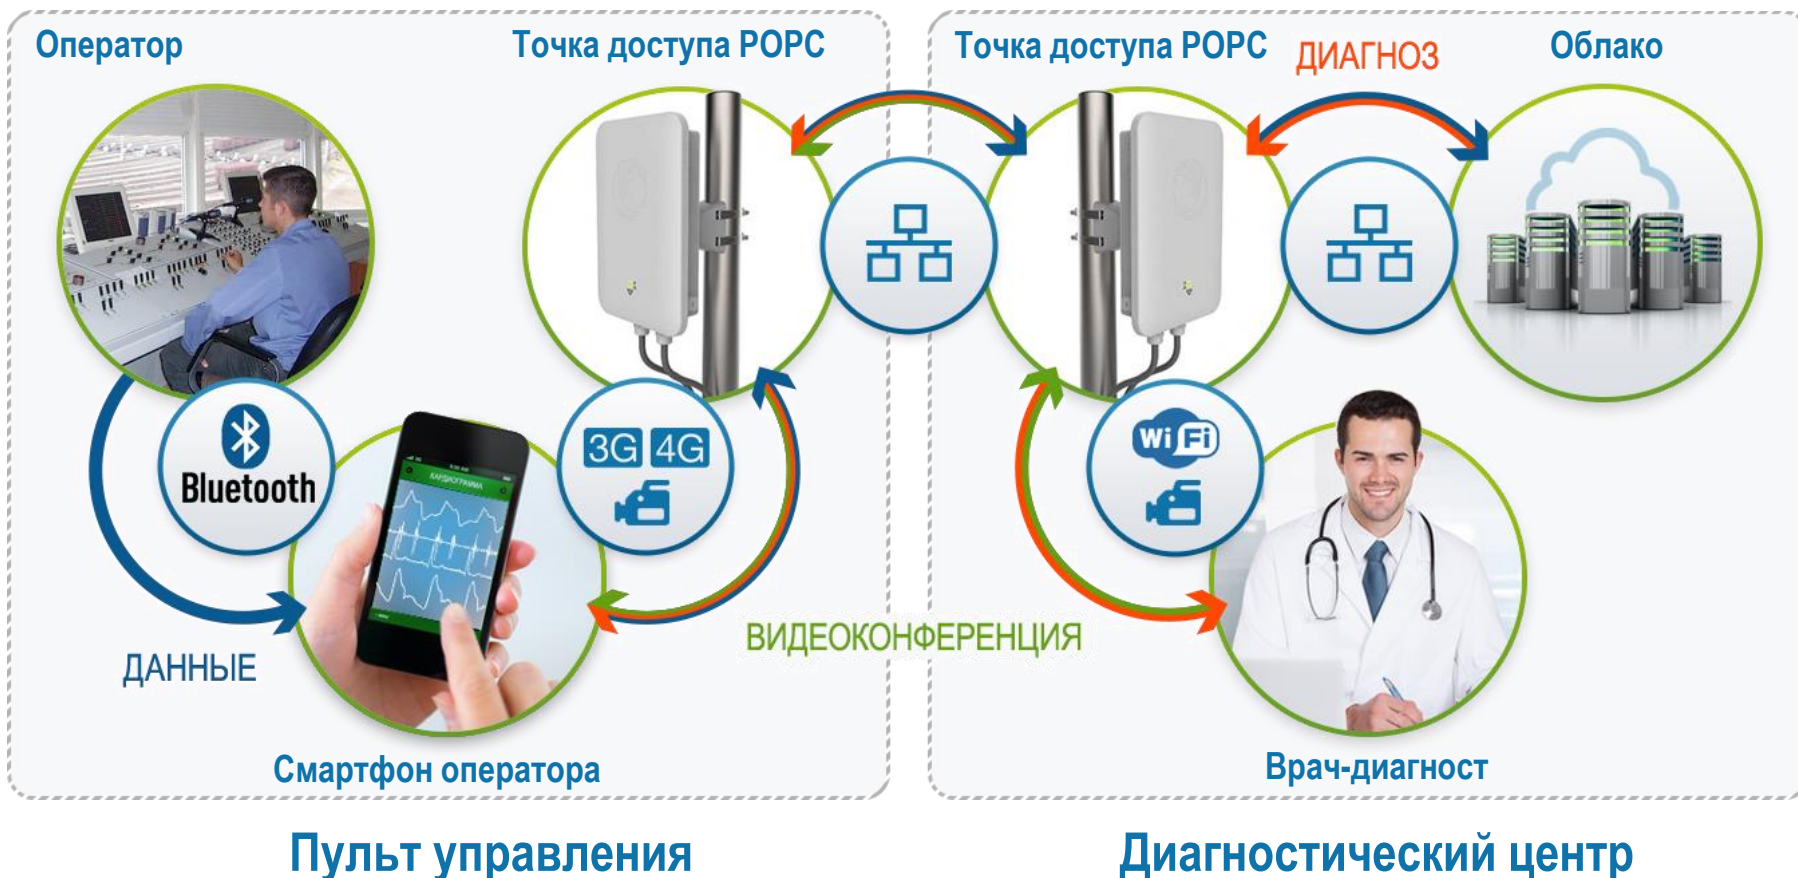 Оператор
Точка доступа РОРС
Точка доступа РОРС
ДИАГНОЗ
Облако
3G 4G
Wi Fi
Bluetooth
КАРДИОГРАММА
ДАННЫЕ
ВИДЕОКОНФЕРЕНЦИЯ
Смартфон оператора
Врач-диагност
Пульт управления
Диагностический центр